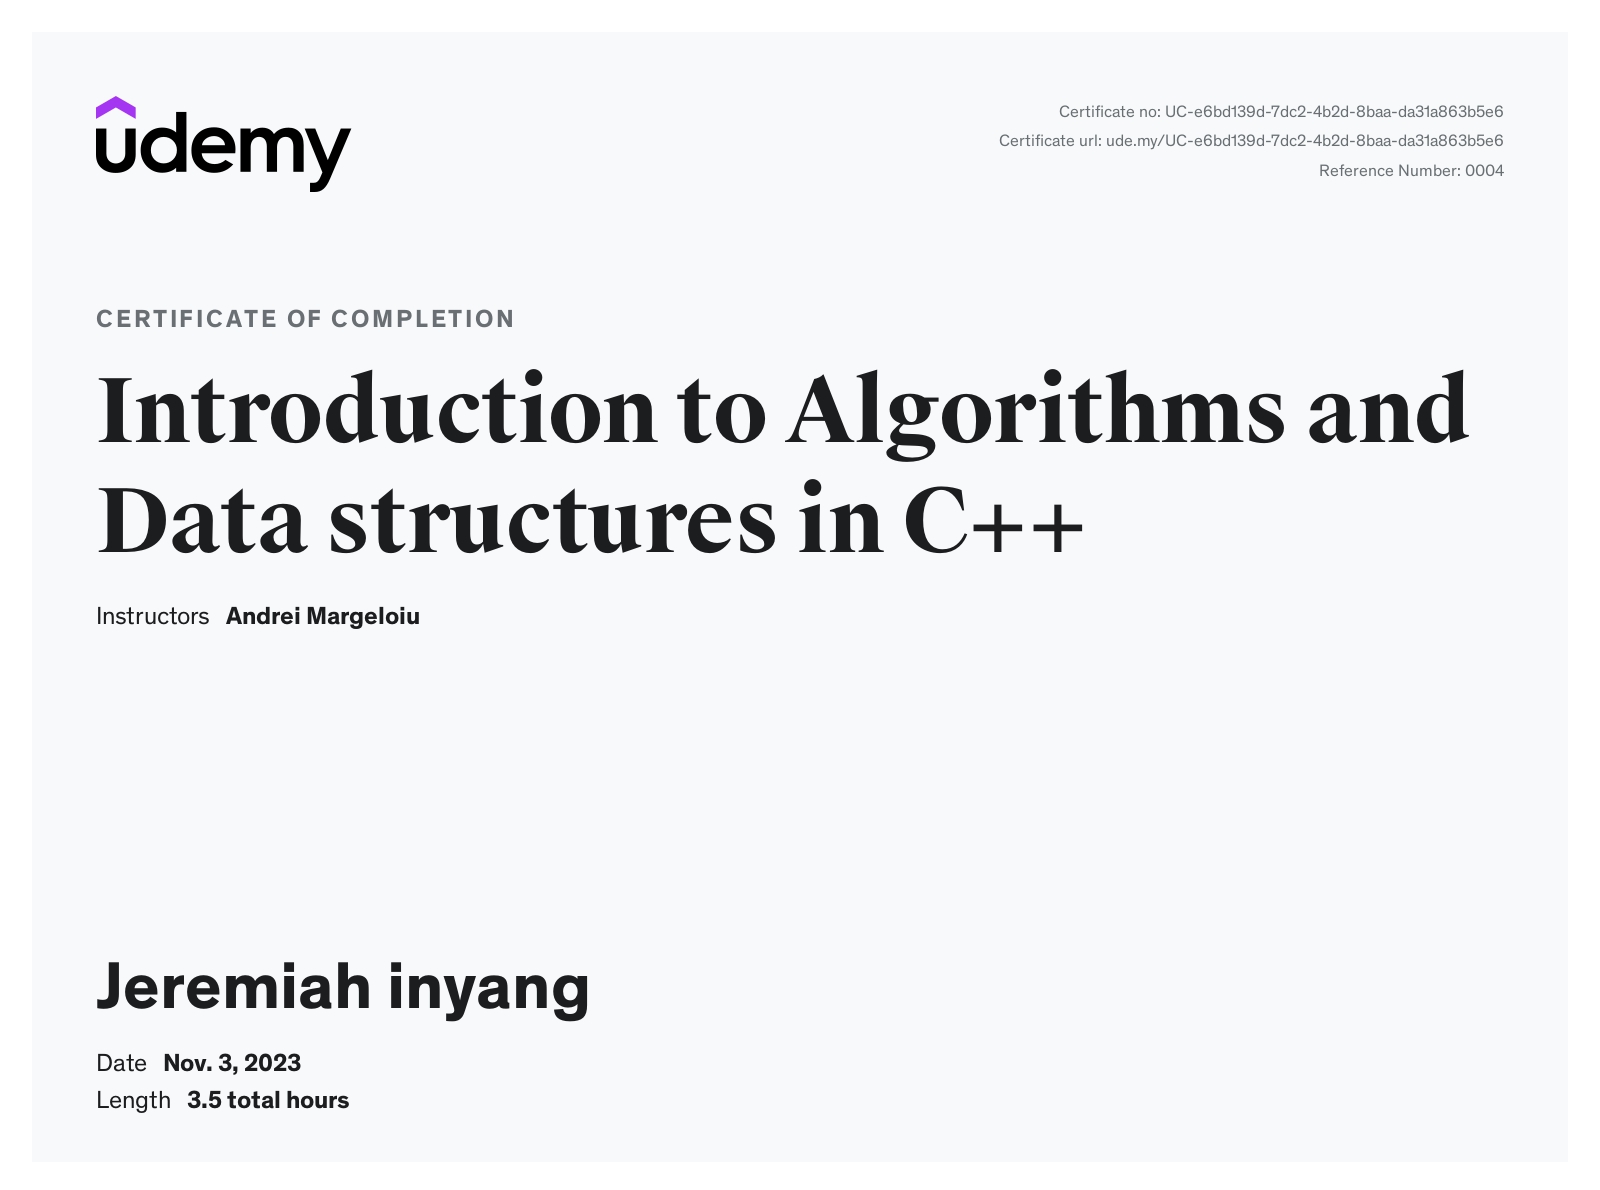 udemy
Certificate no: UC-e6bd139d-7dc2-4b2d-8baa-da31a863b5e6
Certificate url: ude.my/UC-e6bd139d-7dc2-4b2d-8baa-da31a863b5e6
Reference Number: 0004
CERTIFICATE OF COMPLETION
Introduction to Algorithms and
Data structures in C++
Instructors Andrei Margeloiu
Jeremiah inyang
Date Nov. 3, 2023
Length 3.5 total hours